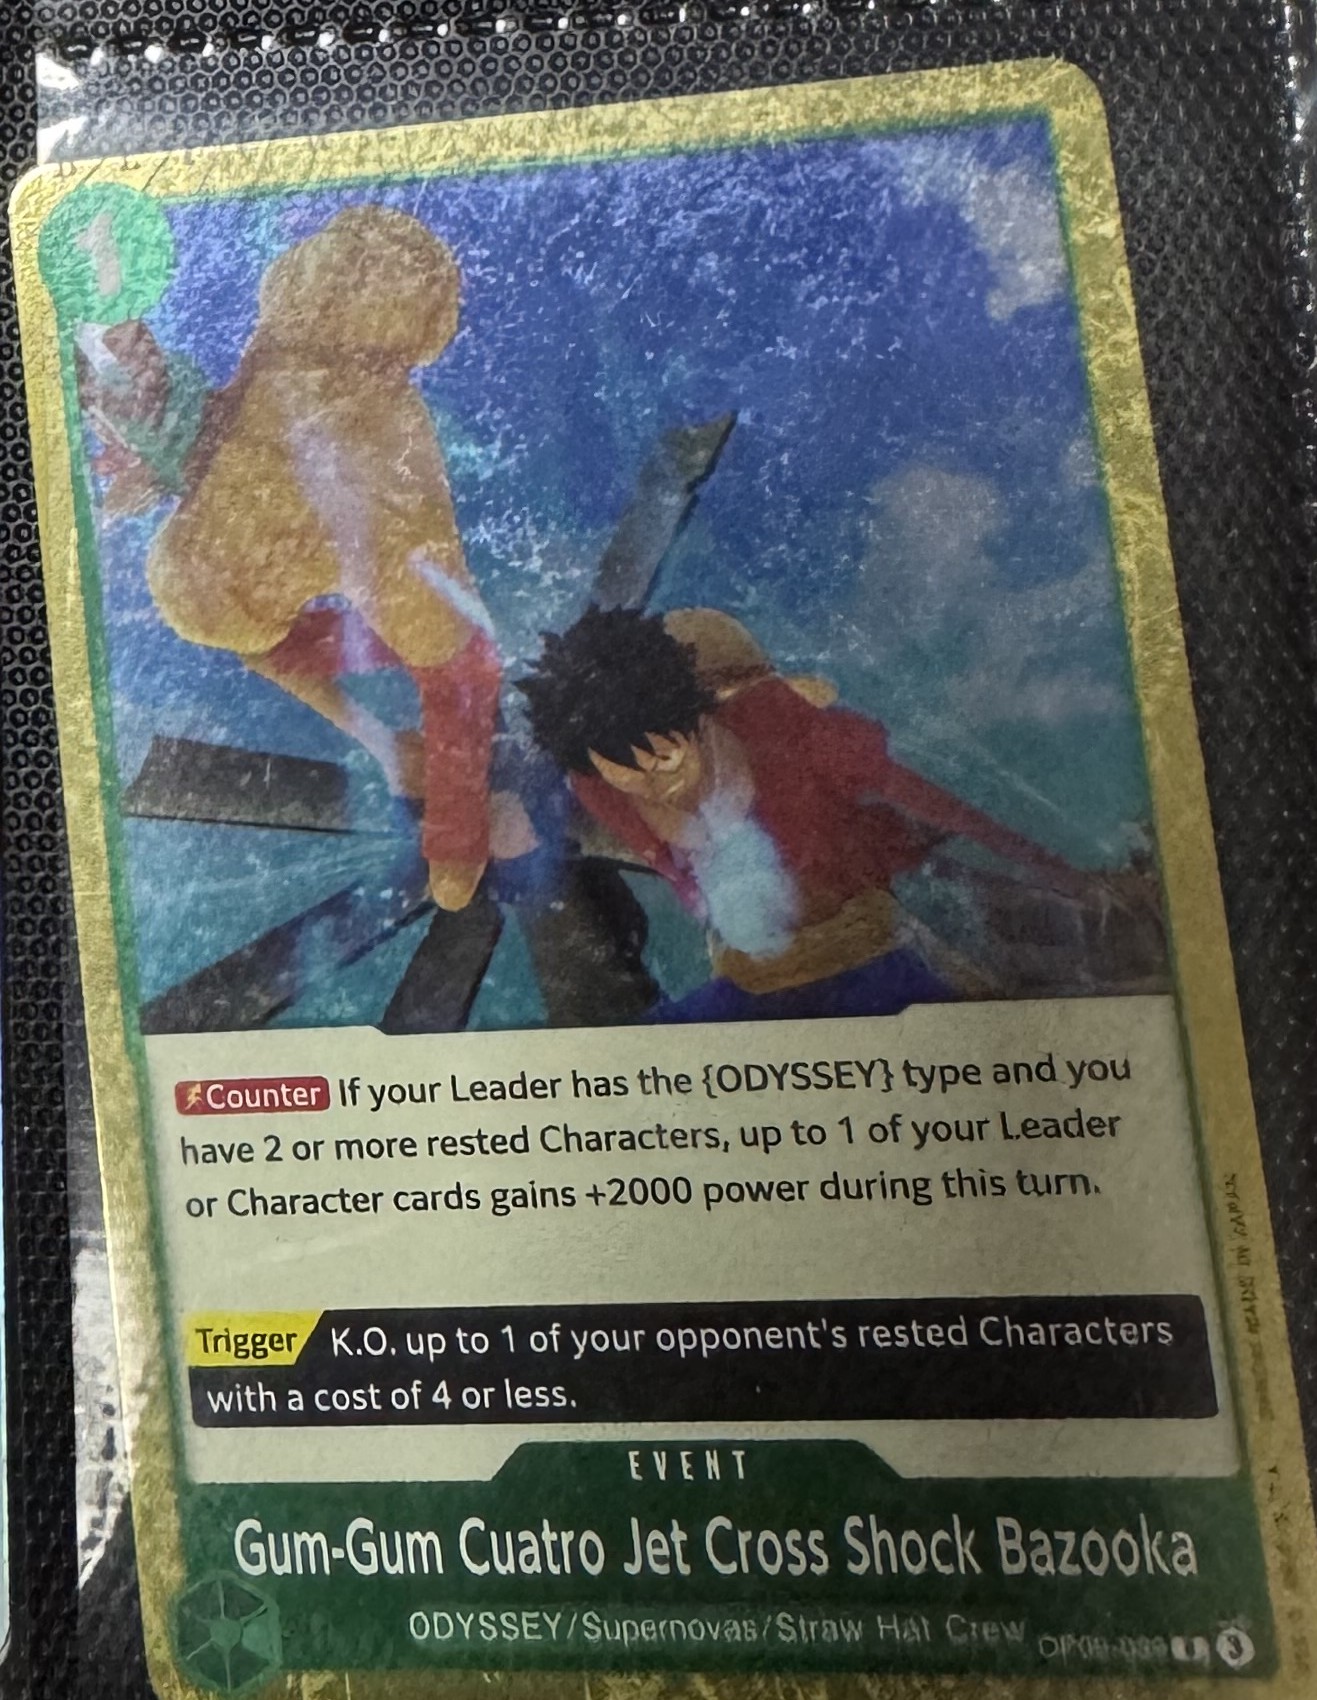 1
Counter If your Leader has the {ODYSSEY} type and you
have 2 or more rested Characters, up to 1 of your Leader
or Character cards gains +2000 power during this turn.
Trigger K.O. up to 1 of your opponent's rested Characters
with a cost of 4 or less.
EVENT
Gum-Gum Cuatro Jet Cross Shock Bazooka
ODYSSEY/Supernovas/Straw Hat Crew
3